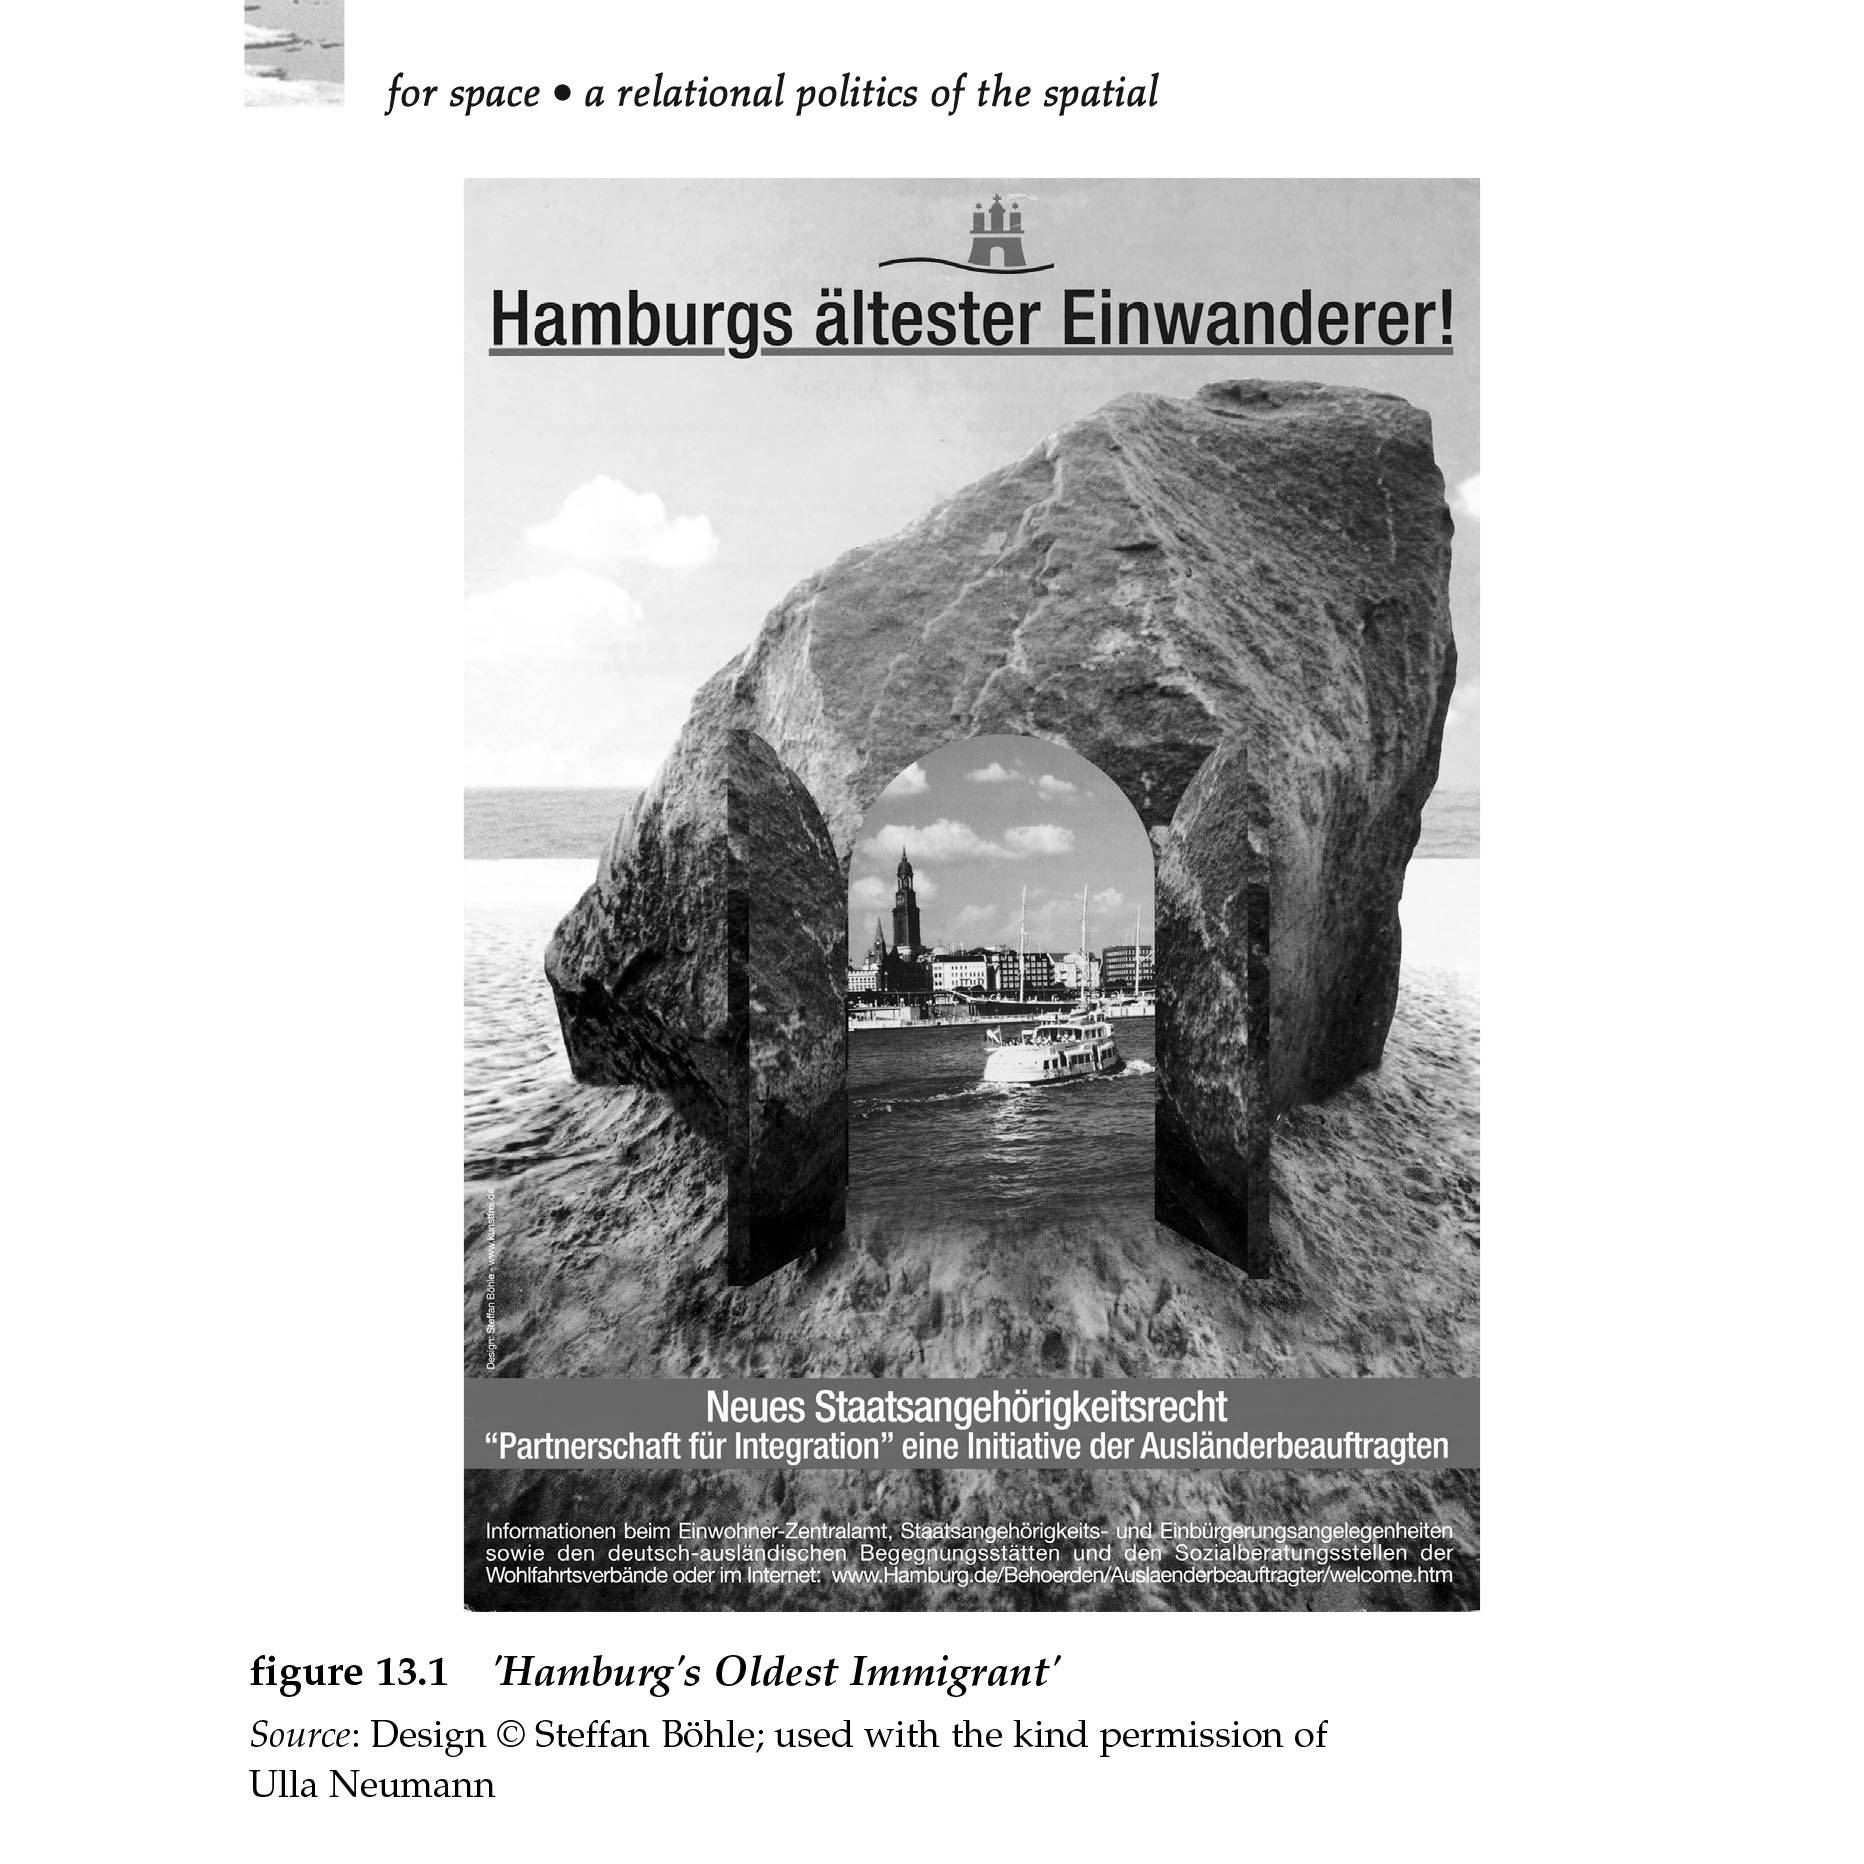 for space • a relational politics of the spatial
Hamburgs ältester Einwanderer!
Design: Steffan Böhle - www.kunstfrei.de
Neues Staatsangehörigkeitsrecht
“Partnerschaft für Integration” eine Initiative der Ausländerbeauftragten
Informationen beim Einwohner-Zentralamt, Staatsangehörigkeits- und Einbürgerungsangelegenheiten
sowie den deutsch-ausländischen Begegnungsstätten und den Sozialberatungsstellen der
Wohlfahrtsverbände oder im Internet: www.Hamburg.de/Behoerden/Auslaenderbeauftragter/welcome.htm
figure 13.1 'Hamburg's Oldest Immigrant'
Source: Design © Steffan Böhle; used with the kind permission of
Ulla Neumann